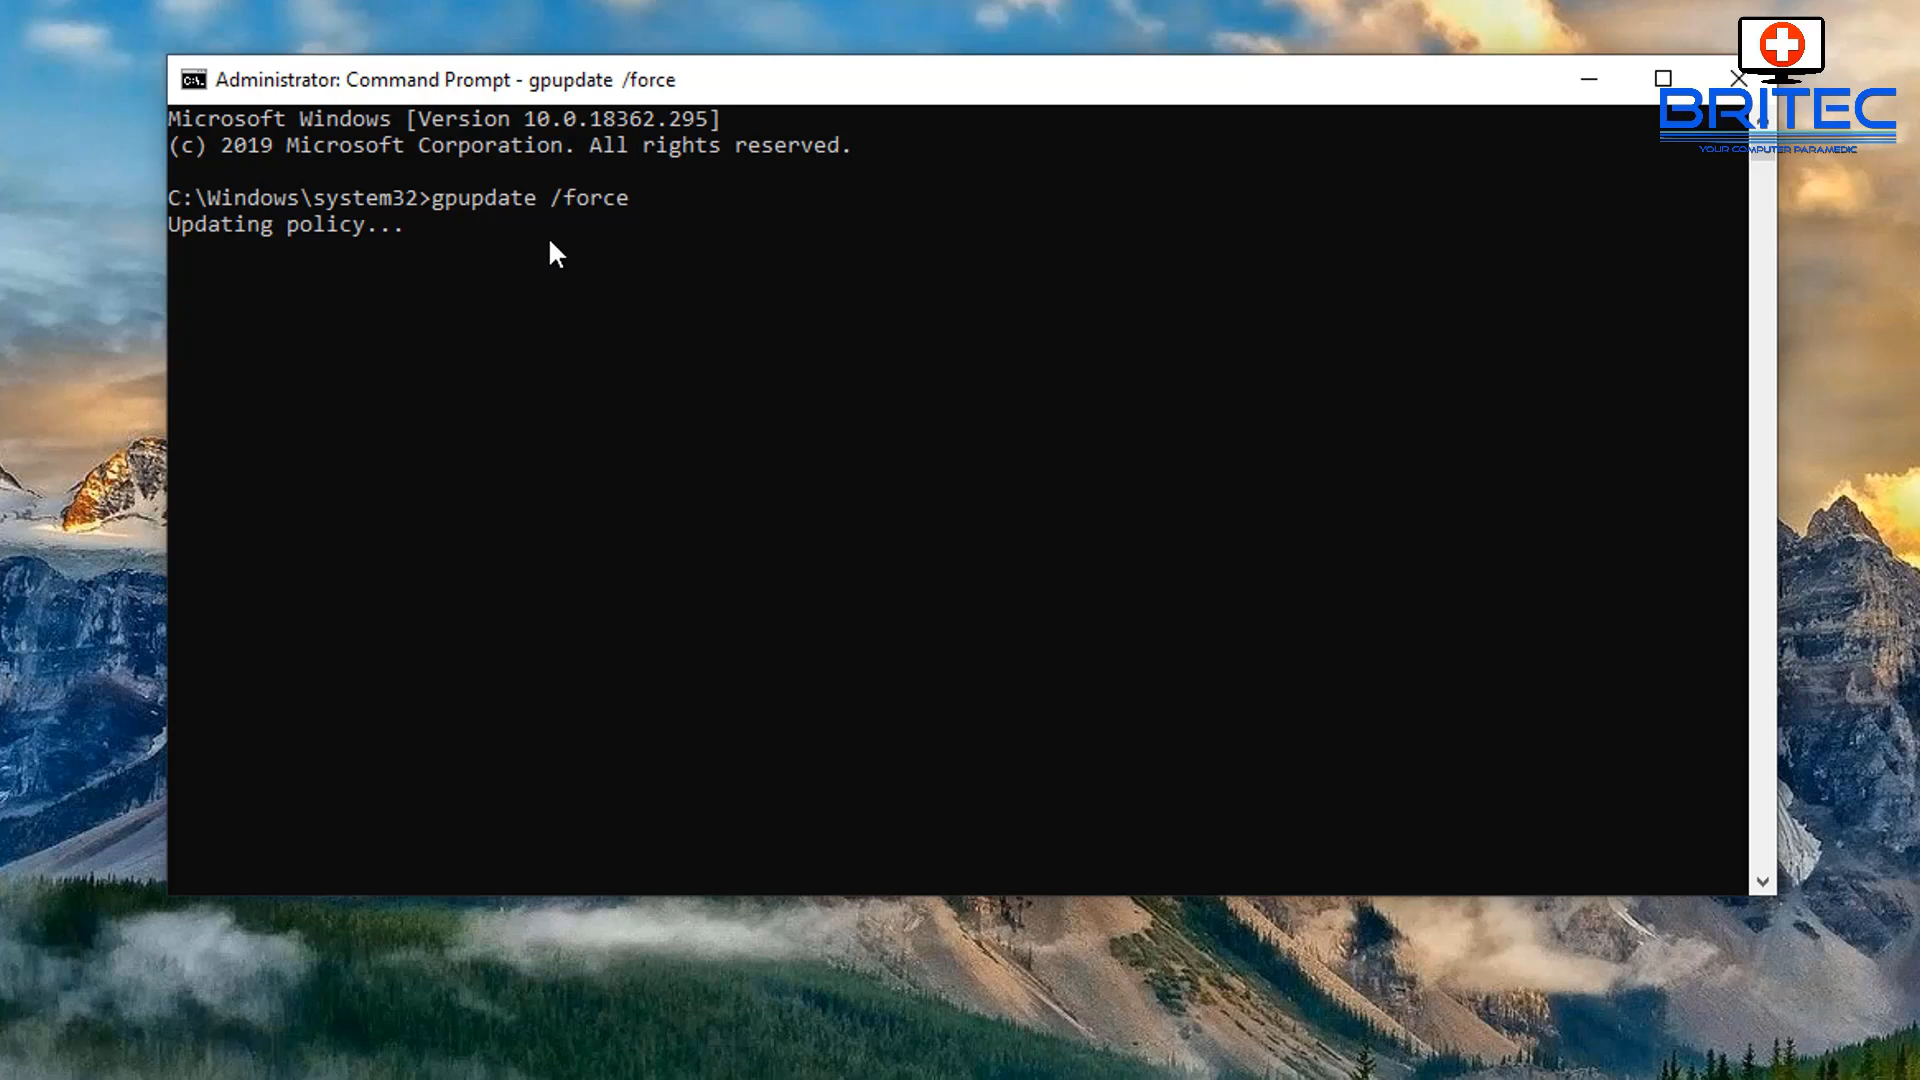 Administrator: Command Prompt - gpupdate /force
BRITEC
YOUR COMPUTER PARAMEDIC
Microsoft Windows [Version 10.0.18362.295]
(c) 2019 Microsoft Corporation. All rights reserved.
C:\Windows\system32>gpupdate /force
Updating policy...